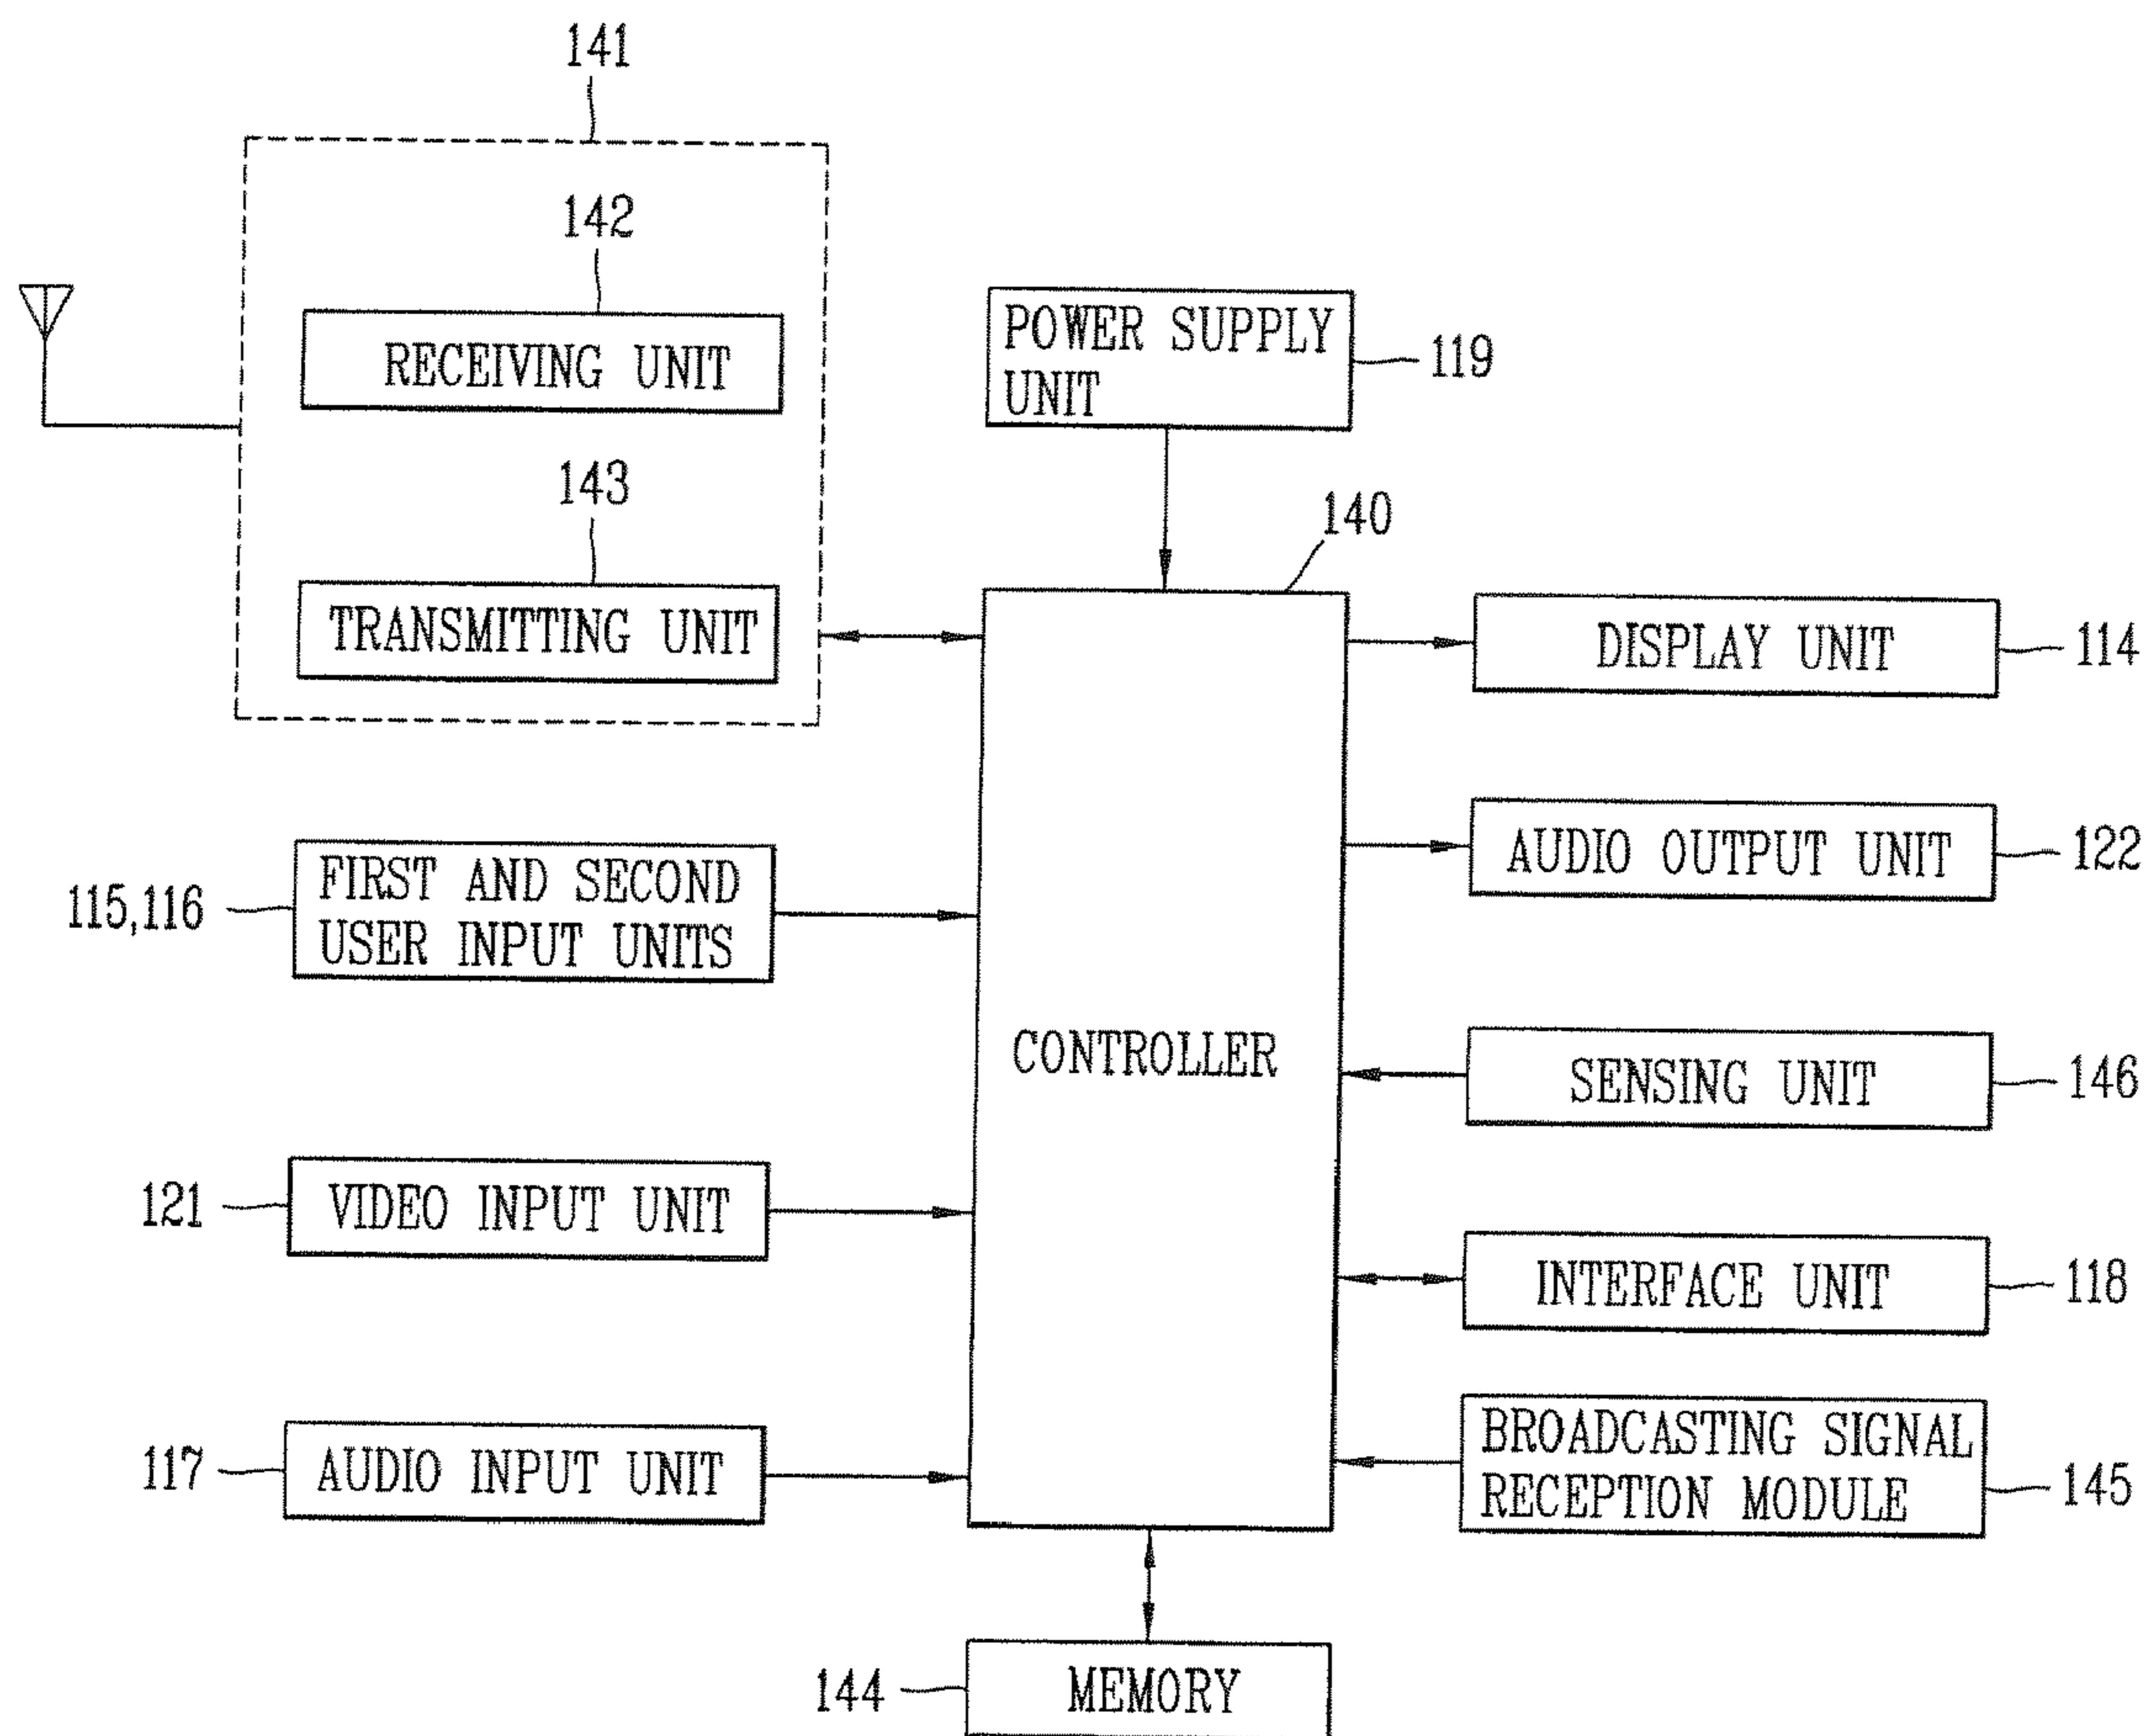 141
142
RECEIVING UNIT
143
TRANSMITTING UNIT
POWER SUPPLY
UNIT
119
140
CONTROLLER
DISPLAY UNIT
114
AUDIO OUTPUT UNIT
122
115,116
FIRST AND SECOND
USER INPUT UNITS
SENSING UNIT
146
121
VIDEO INPUT UNIT
INTERFACE UNIT
118
117
AUDIO INPUT UNIT
BROADCASTING SIGNAL
RECEPTION MODULE
145
144
MEMORY